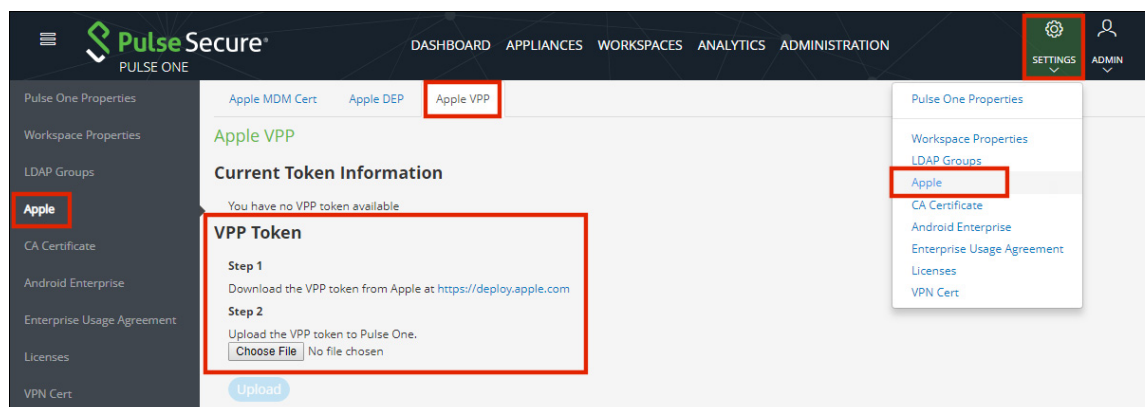 Pulse Secure®
PULSE ONE
DASHBOARD APPLIANCES WORKSPACES ANALYTICS ADMINISTRATION
SETTINGS
ADMIN
Pulse One Properties
Workspace Properties
LDAP Groups
Apple
CA Certificate
Android Enterprise
Enterprise Usage Agreement
Licenses
VPN Cert
Apple MDM Cert Apple DEP Apple VPP
Apple VPP
Current Token Information
You have no VPP token available
VPP Token
Step 1
Download the VPP token from Apple at https://deploy.apple.com
Step 2
Upload the VPP token to Pulse One.
Choose File No file chosen
Upload
Pulse One Properties
Workspace Properties
LDAP Groups
Apple
CA Certificate
Android Enterprise
Enterprise Usage Agreement
Licenses
VPN Cert